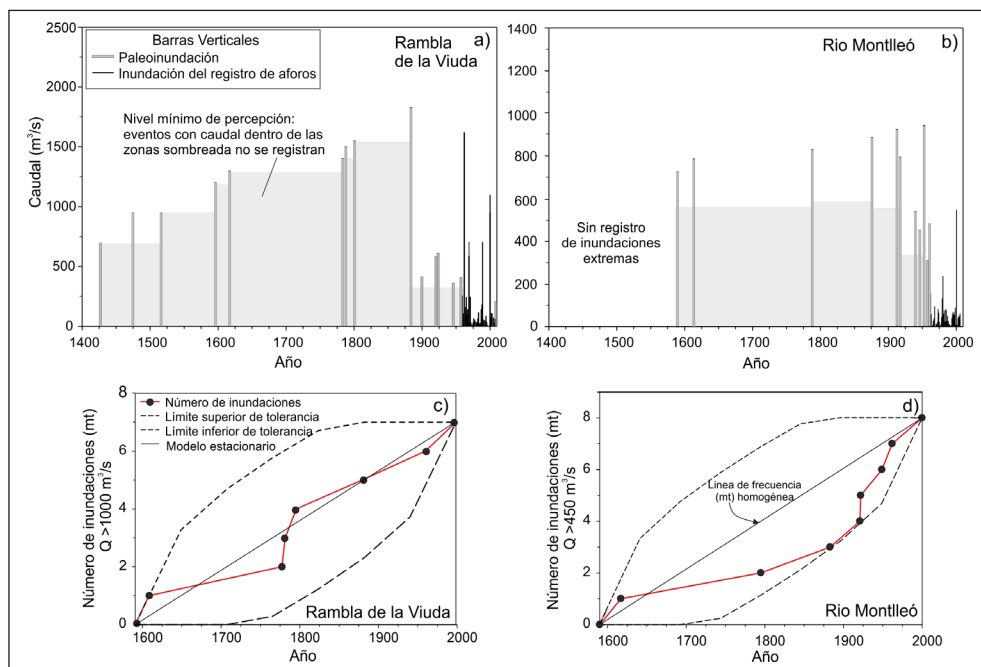 a)
Barras Verticales
Paleoinundación
Inundación del registro de aforos
Rambla
de la Viuda
Nivel mínimo de percepción:
eventos con caudal dentro de las
zonas sombreada no se registran
Caudal (m³/s)
2500
2000
1500
1000
500
0
1400 1500 1600 1700 1800 1900 2000
Año
b)
Rio Montlleó
Sin registro
de inundaciones
extremas
1400
1200
1000
800
600
400
200
0
1400 1500 1600 1700 1800 1900 2000
Año
c)
Número de inundaciones
Límite superior de tolerancia
Límite inferior de tolerancia
Modelo estacionario
Número de inundaciones (mt)
Q >1000 m³/s
8
6
4
2
0
Rambla de la Viuda
1600 1700 1800 1900 2000
Año
d)
Linea de frecuencia
(mt) homogénea
Número de inundaciones (mt)
Q >450 m³/s
8
6
4
2
0
Rio Montlleó
1600 1700 1800 1900 2000
Año